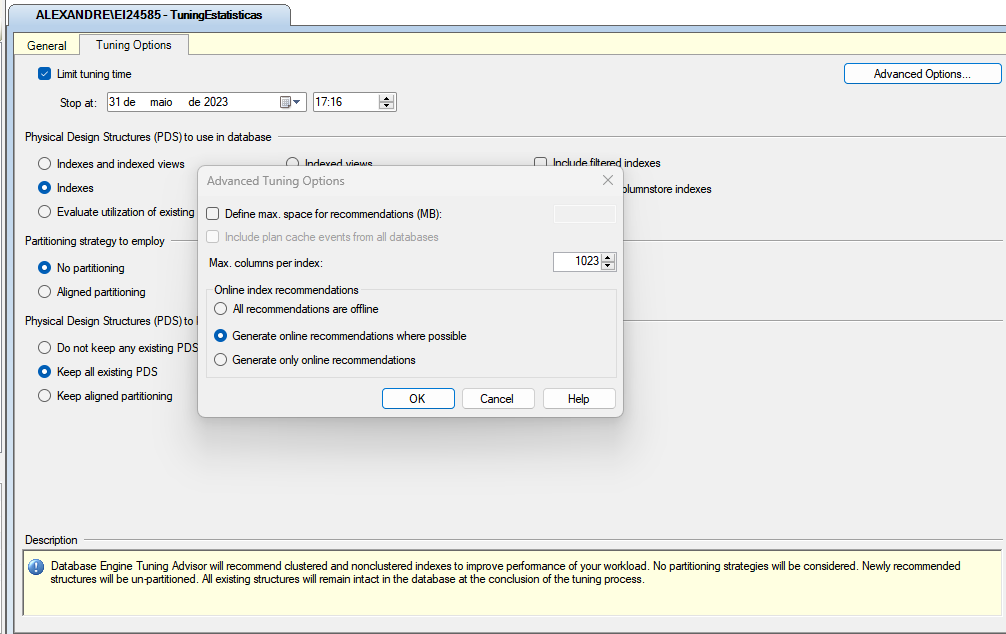 ALEXANDRE\EI24585 - TuningEstatisticas
General
Tuning Options
Limit tuning time
Advanced Options...
Stop at:
31 de maio de 2023
17:16
Physical Design Structures (PDS) to use in database
Indexes and indexed views
Indexed views
Include filtered indexes
Indexes
olumnstore indexes
Evaluate utilization of existing
Partitioning strategy to employ
No partitioning
Aligned partitioning
Physical Design Structures (PDS) to
Do not keep any existing PDS
Keep all existing PDS
Keep aligned partitioning
Advanced Tuning Options
Define max. space for recommendations (MB):
Include plan cache events from all databases
Max. columns per index:
1023
Online index recommendations
All recommendations are offline
Generate online recommendations where possible
Generate only online recommendations
OK
Cancel
Help
Description
Database Engine Tuning Advisor will recommend clustered and nonclustered indexes to improve performance of your workload. No partitioning strategies will be considered. Newly recommended
structures will be un-partitioned. All existing structures will remain intact in the database at the conclusion of the tuning process.